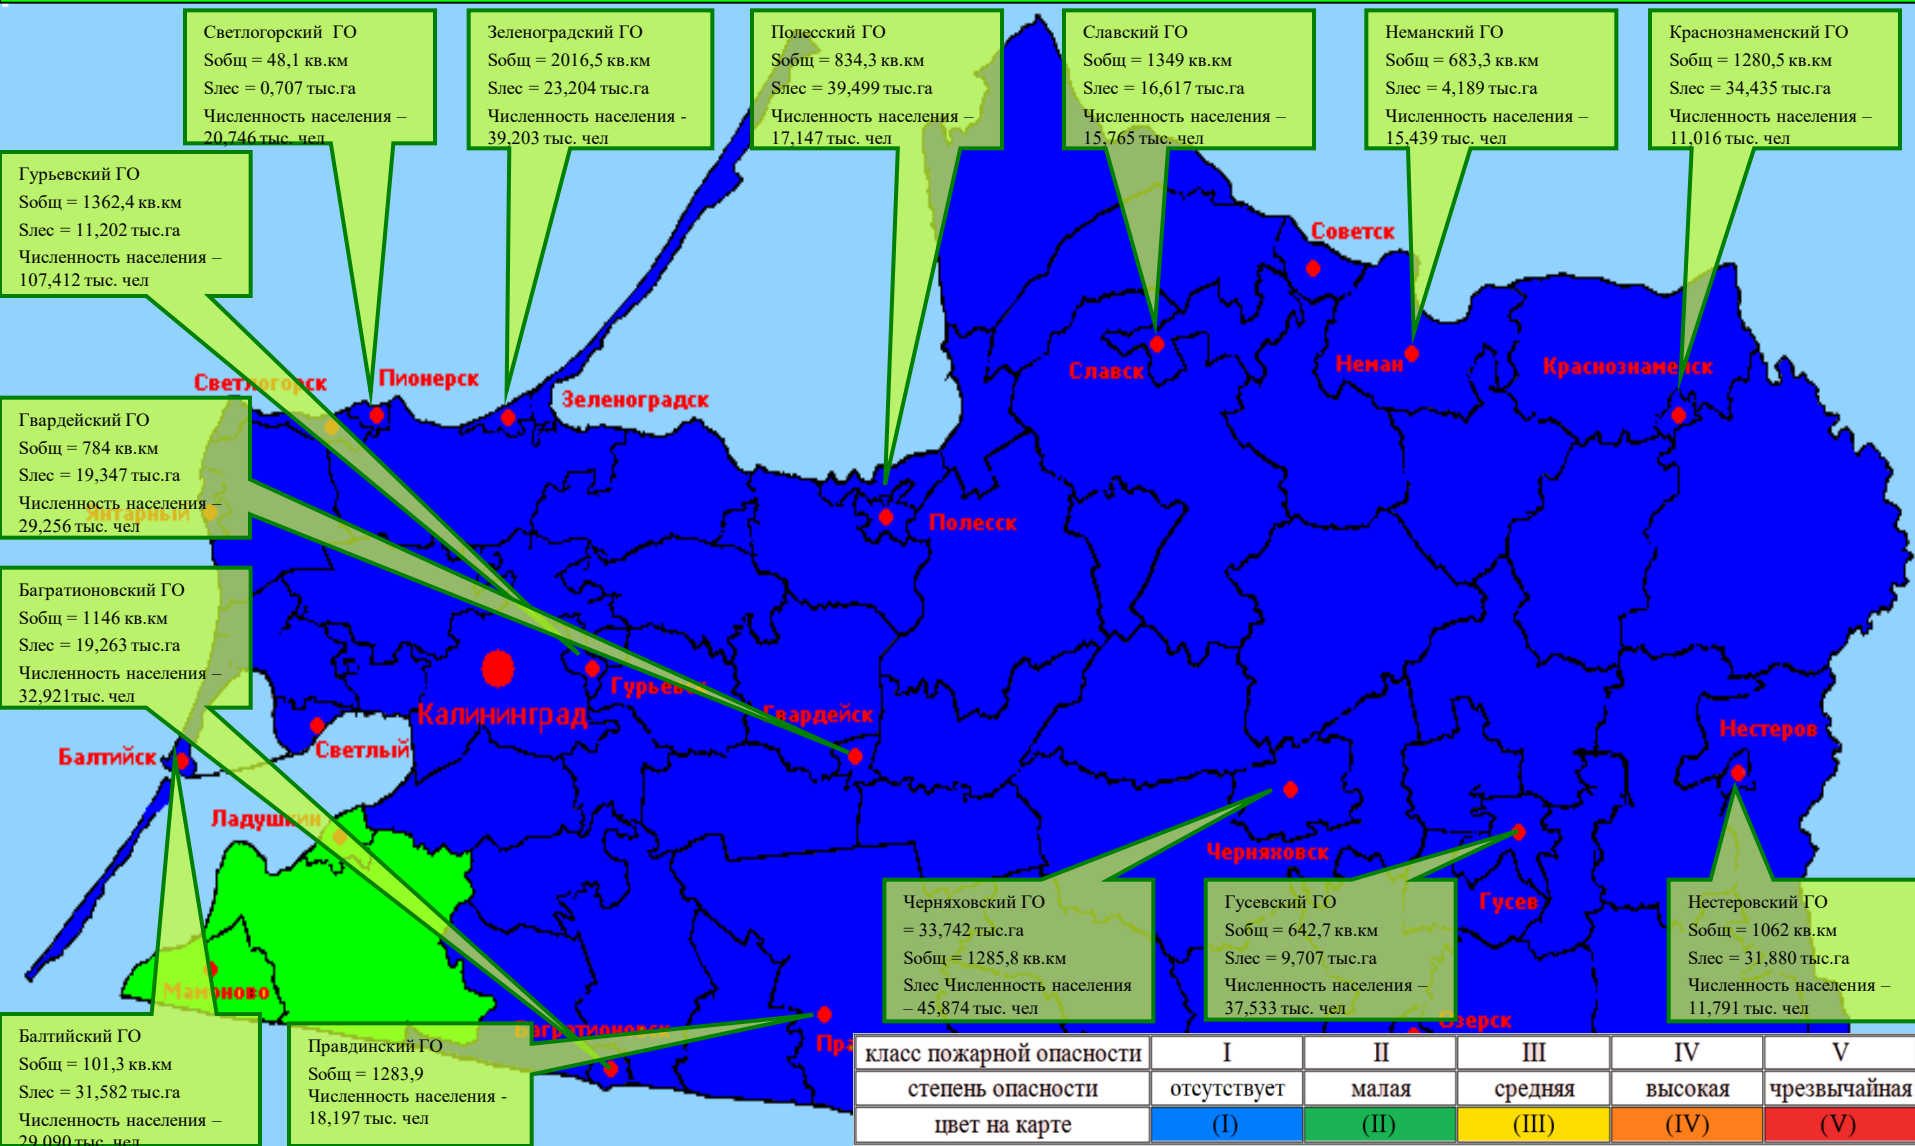 Светлогорский ГО
Sобщ = 48,1 кв.км
Sлес = 0,707 тыс.га
Численность населения –
20,746 тыс. чел
Зеленоградский ГО
Sобщ = 2016,5 кв.км
Sлес = 23,204 тыс.га
Численность населения -
39,203 тыс. чел
Полесский ГО
Sобщ = 834,3 кв.км
Sлес = 39,499 тыс.га
Численность населения –
17,147 тыс. чел
Славский ГО
Sобщ = 1349 кв.км
Sлес = 16,617 тыс.га
Численность населения –
15,765 тыс. чел
Неманский ГО
Sобщ = 683,3 кв.км
Sлес = 4,189 тыс.га
Численность населения –
15,439 тыс. чел
Краснознаменский ГО
Sобщ = 1280,5 кв.км
Sлес = 34,435 тыс.га
Численность населения –
11,016 тыс. чел
Гурьевский ГО
Sобщ = 1362,4 кв.км
Sлес = 11,202 тыс.га
Численность населения –
107,412 тыс. чел
Советск
Славск
Неман
Краснознаменск
Светлогорск
Пионерск
Зеленоградск
Гвардейский ГО
Sобщ = 784 кв.км
Sлес = 19,347 тыс.га
Численность населения –
29,256 тыс. чел
Янтарный
Полесск
Багратионовский ГО
Sобщ = 1146 кв.км
Sлес = 19,263 тыс.га
Численность населения –
32,921тыс. чел
Гурьевск
Калининград
Гвардейск
Нестеров
Балтийск
Светлый
Ладушкин
Черняховск
Гусев
Мамоново
Черняховский ГО
= 33,742 тыс.га
Sобщ = 1285,8 кв.км
Sлес Численность населения
– 45,874 тыс. чел
Гусевский ГО
Sобщ = 642,7 кв.км
Sлес = 9,707 тыс.га
Численность населения –
37,533 тыс. чел
Нестеровский ГО
Sобщ = 1062 кв.км
Sлес = 31,880 тыс.га
Численность населения –
11,791 тыс. чел
Балтийский ГО
Sобщ = 101,3 кв.км
Sлес = 31,582 тыс.га
Численность населения –
29,090 тыс. чел
Багратионовск
Правдинский ГО
Sобщ = 1283,9
Численность населения -
18,197 тыс. чел
Пра
Озерск
класс пожарной опасности I II III IV V
степень опасности отсутствует малая средняя высокая чрезвычайная
цвет на карте (I) (II) (III) (IV) (V)